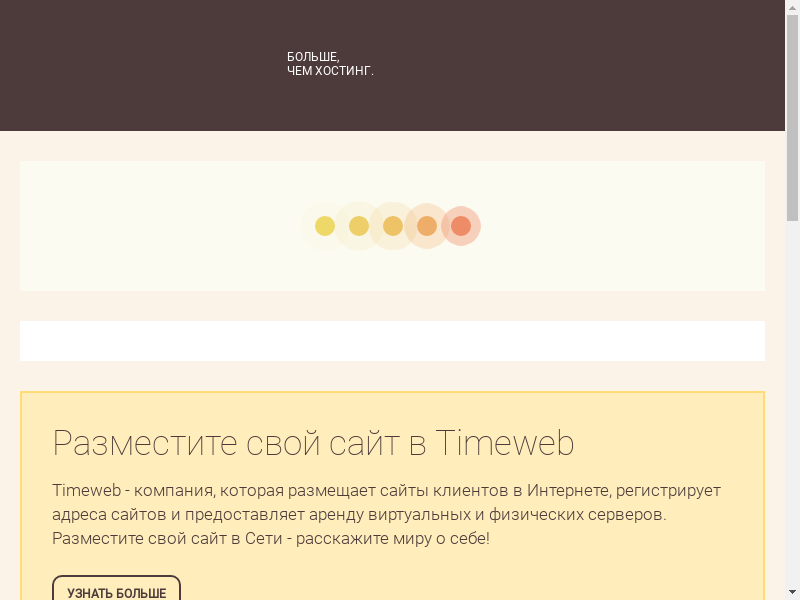 БОЛЬШЕ,
ЧЕМ ХОСТИНГ.
Разместите свой сайт в Timeweb
Timeweb - компания, которая размещает сайты клиентов в Интернете, регистрирует
адреса сайтов и предоставляет аренду виртуальных и физических серверов.
Разместите свой сайт в Сети - расскажите миру о себе!
УЗНАТЬ БОЛЬШЕ